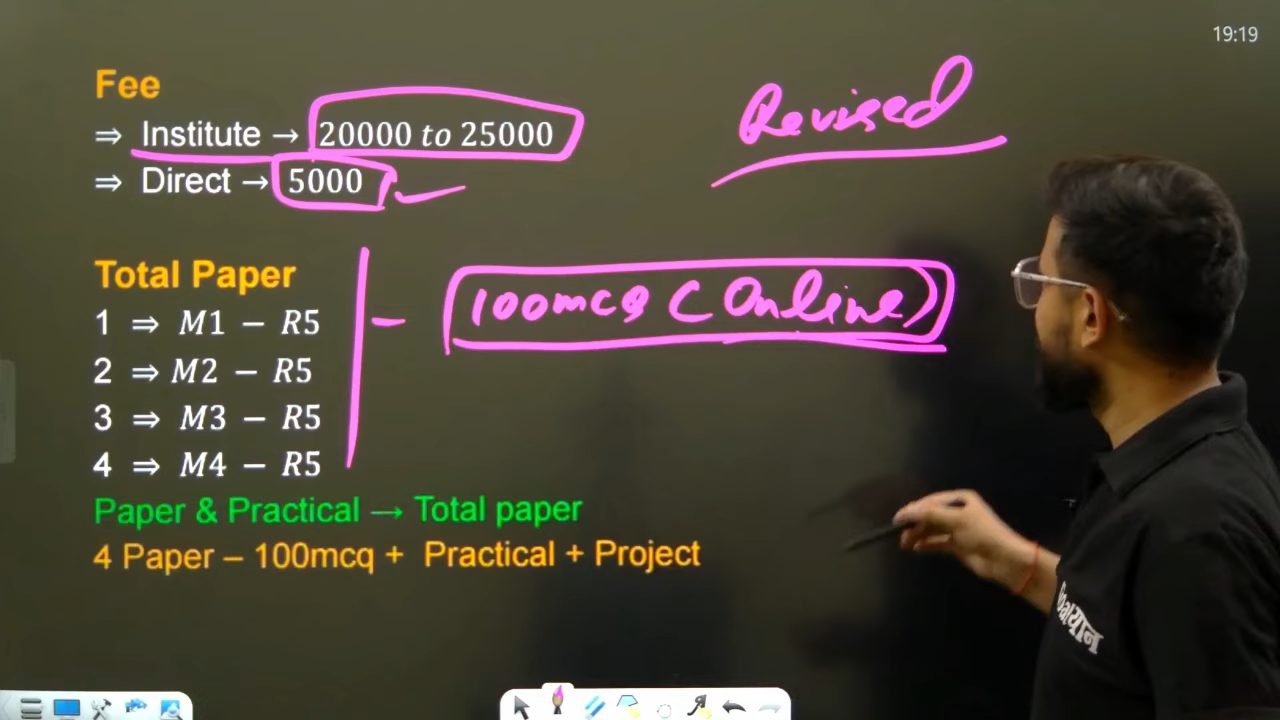 19:19
Fee
⇒ Institute → 20000 to 25000
Revised
⇒ Direct → 5000
Total Paper
1 ⇒ M1 – R5
100mcq (Online)
2 ⇒ M2 – R5
3 ⇒ M3 – R5
4 ⇒ M4 – R5
Paper & Practical → Total paper
4 Paper – 100mcq + Practical + Project